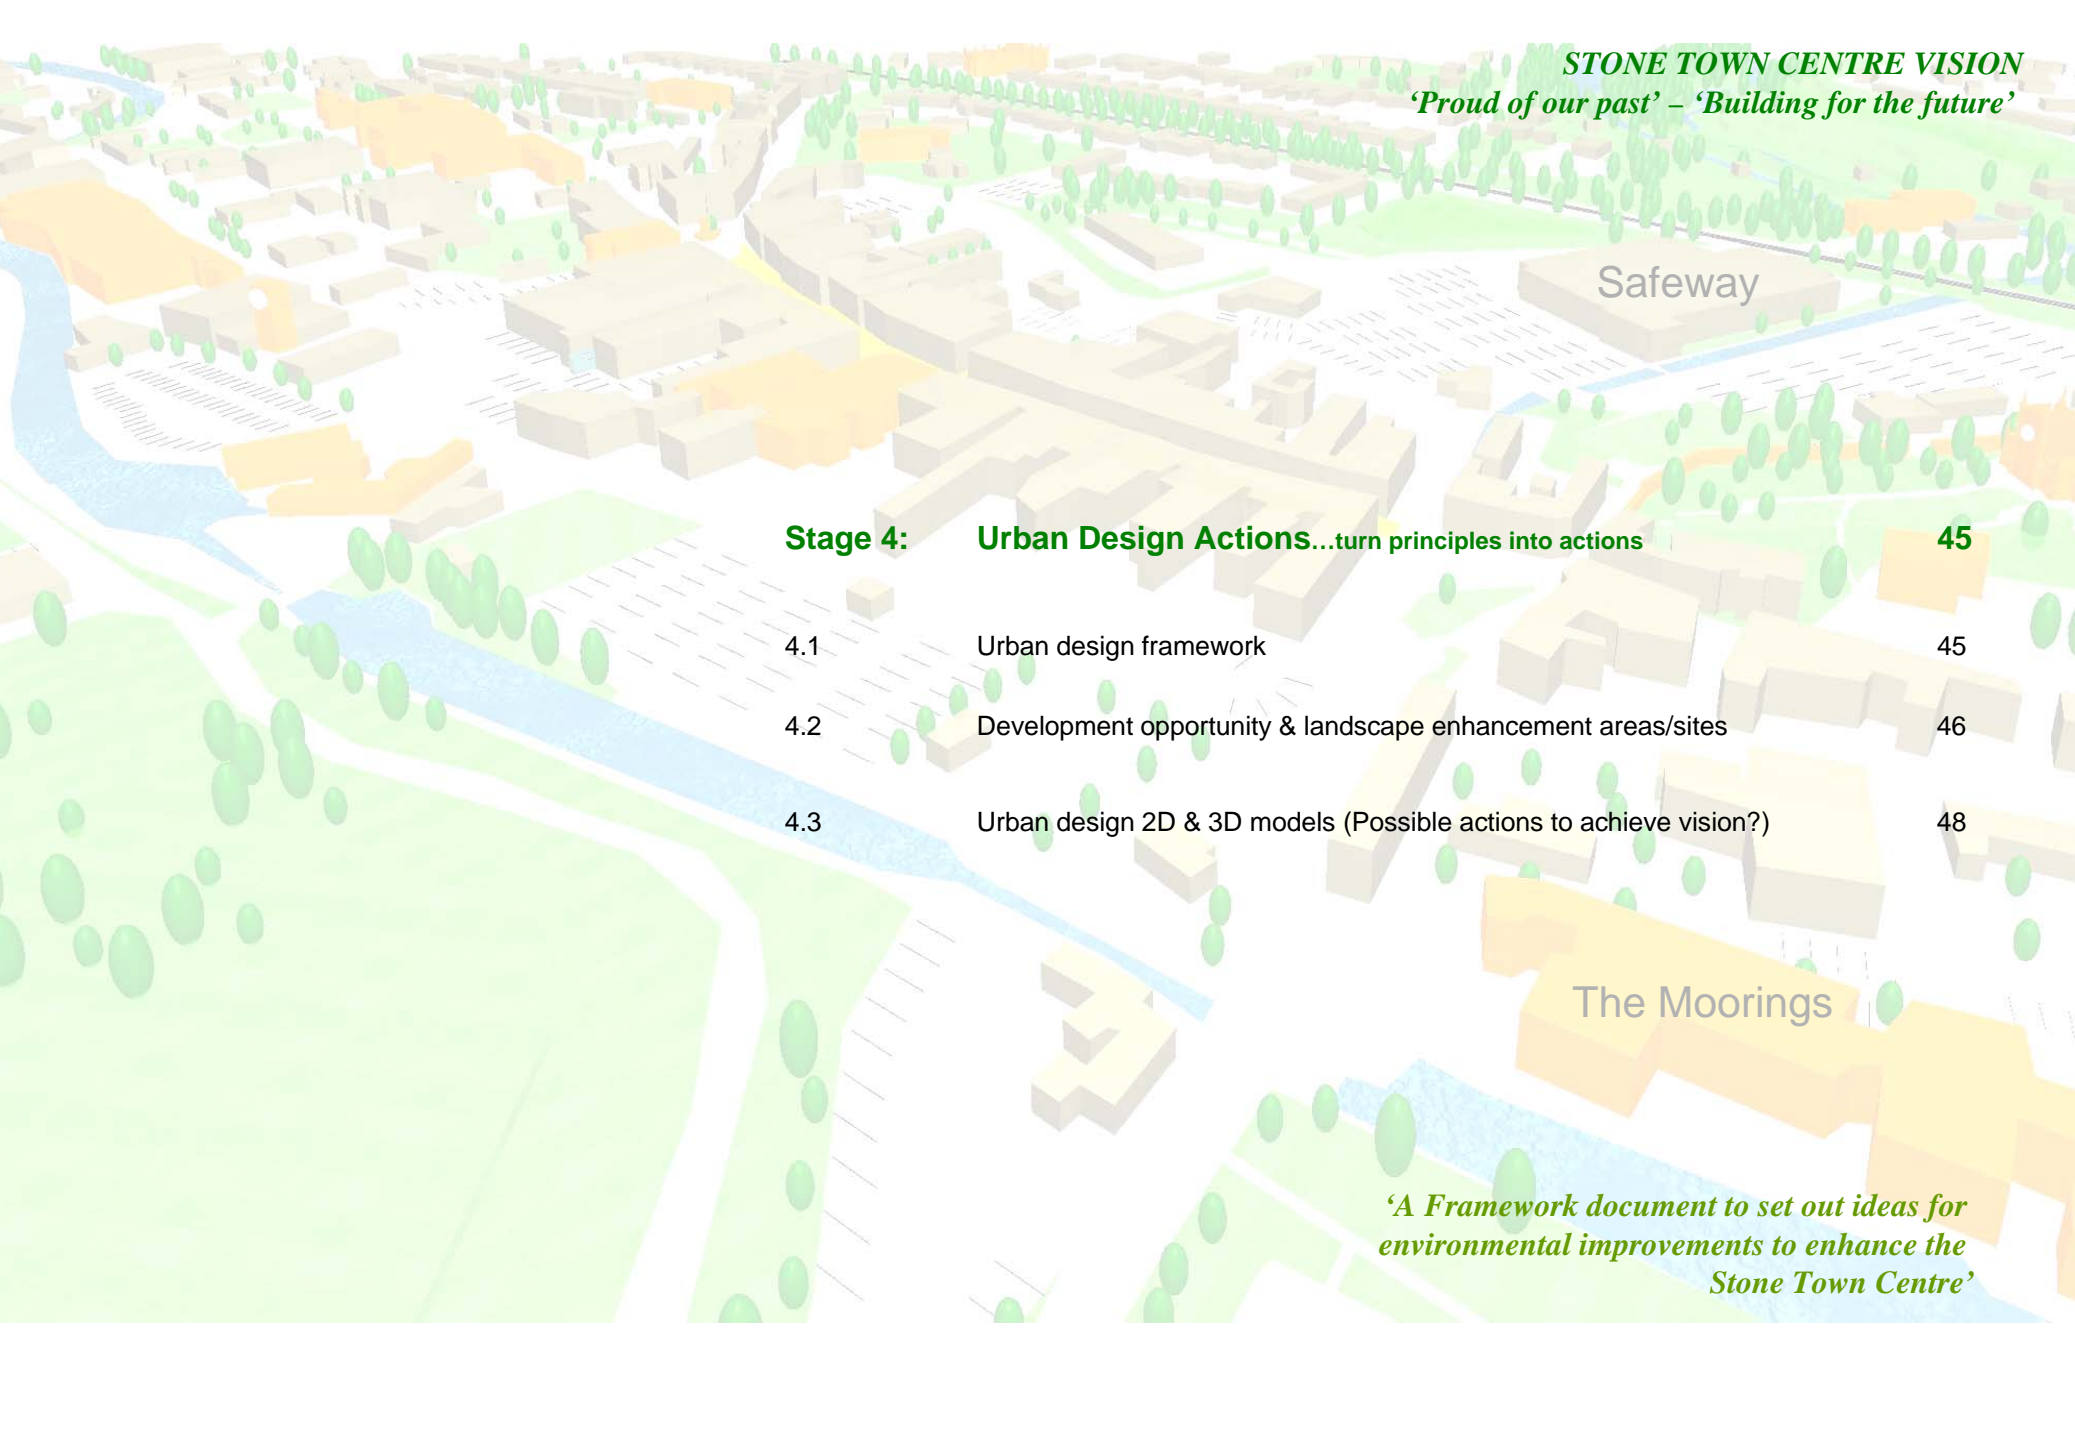 STONE TOWN CENTRE VISION
‘Proud of our past’ – ‘Building for the future’
Safeway
Stage 4: Urban Design Actions…turn principles into actions 45
4.1 Urban design framework 45
4.2 Development opportunity & landscape enhancement areas/sites 46
4.3 Urban design 2D & 3D models (Possible actions to achieve vision?) 48
The Moorings
‘A Framework document to set out ideas for
environmental improvements to enhance the
Stone Town Centre’